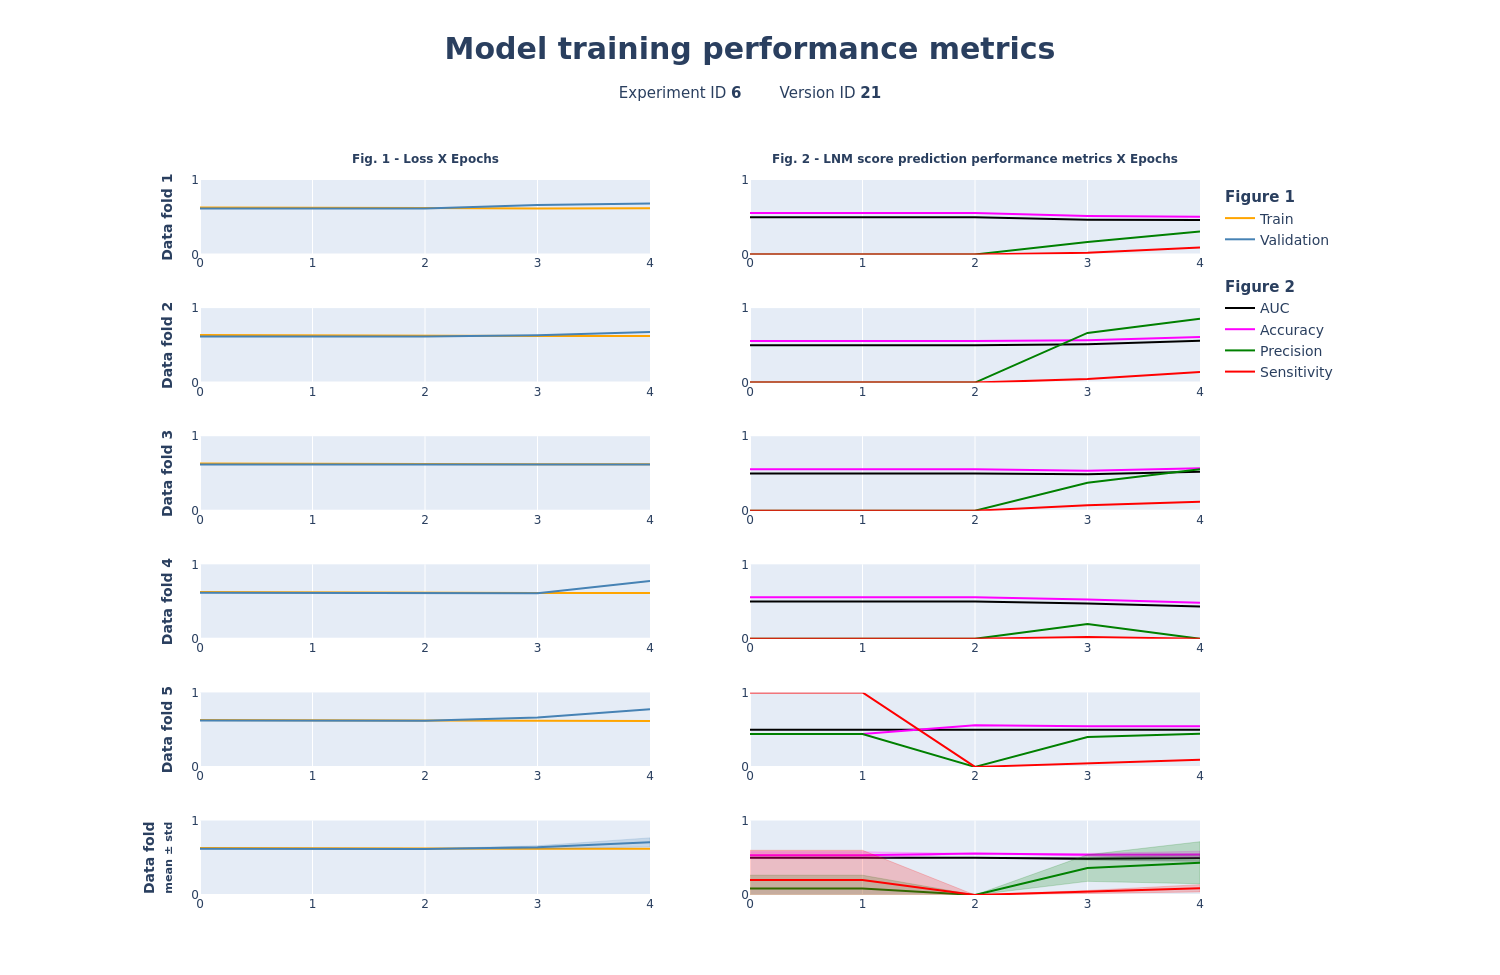 Model training performance metrics
Experiment ID 6 Version ID 21
Fig. 1 - Loss X Epochs
Fig. 2 - LNM score prediction performance metrics X Epochs
Data fold 1
1
0
0 1 2 3 4
1
0
0 1 2 3 4
Figure 1
Train
Validation
Figure 2
AUC
Accuracy
Precision
Sensitivity
Data fold 2
1
0
0 1 2 3 4
1
0
0 1 2 3 4
Data fold 3
1
0
0 1 2 3 4
1
0
0 1 2 3 4
Data fold 4
1
0
0 1 2 3 4
1
0
0 1 2 3 4
Data fold 5
1
0
0 1 2 3 4
1
0
0 1 2 3 4
Data fold
mean ± std
1
0
0 1 2 3 4
1
0
0 1 2 3 4